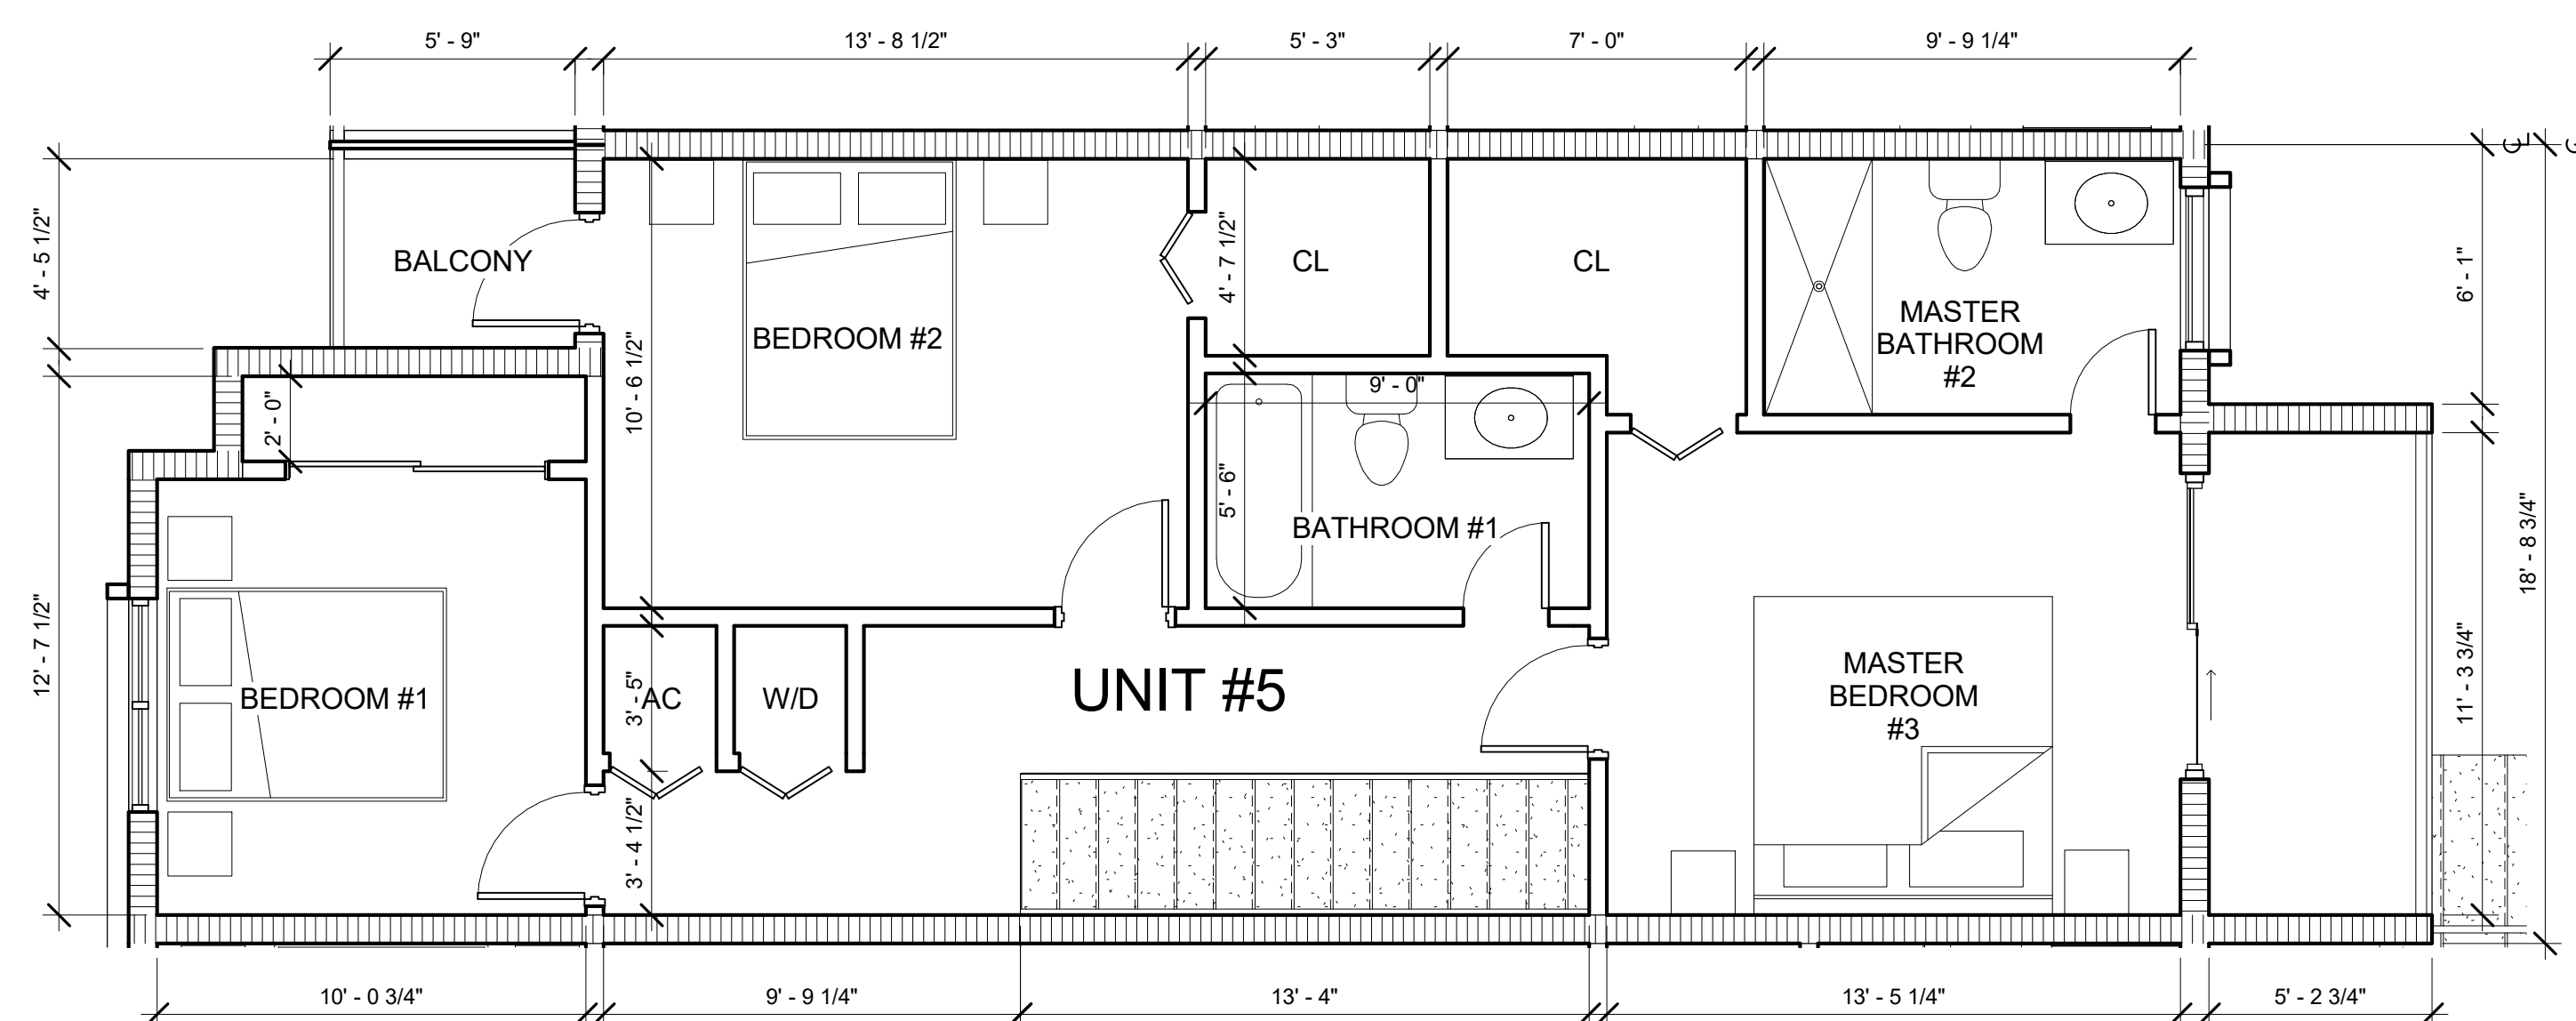 5' - 9"
13' - 8 1/2"
5' - 3"
7' - 0"
9' - 9 1/4"
4' - 5 1/2"
BALCONY
BEDROOM #2
10' - 6 1/2"
4' - 7 1/2"
CL
CL
MASTER
BATHROOM
#2
6' - 1"
2' - 0"
9' - 0"
5' - 6"
BATHROOM #1
18' - 8 3/4"
12' - 7 1/2"
BEDROOM #1
3' - 5"
AC
W/D
UNIT #5
MASTER
BEDROOM
#3
11' - 3 3/4"
3' - 4 1/2"
10' - 0 3/4"
9' - 9 1/4"
13' - 4"
13' - 5 1/4"
5' - 2 3/4"